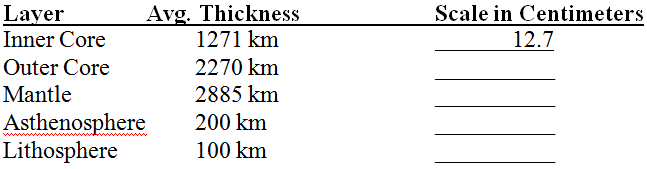 Layer Avg. Thickness Scale in Centimeters
Inner Core 1271 km 12.7
Outer Core 2270 km
Mantle 2885 km
Asthenosphere 200 km
Lithosphere 100 km